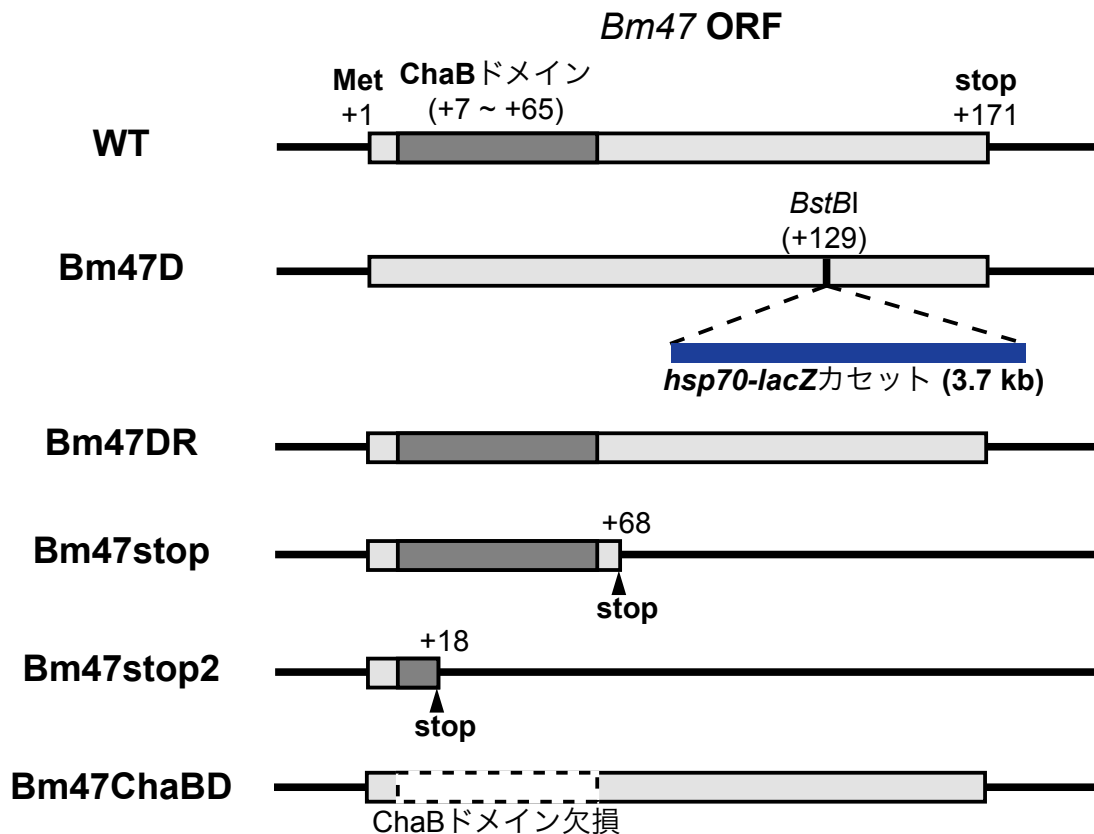 Bm47 ORF
Met
+1
ChaBドメイン
(+7 ~ +65)
stop
+171
WT
BstBI
(+129)
Bm47D
hsp70-lacZカセット (3.7 kb)
Bm47DR
+68
Bm47stop
stop
+18
Bm47stop2
stop
Bm47ChaBD
ChaBドメイン欠損